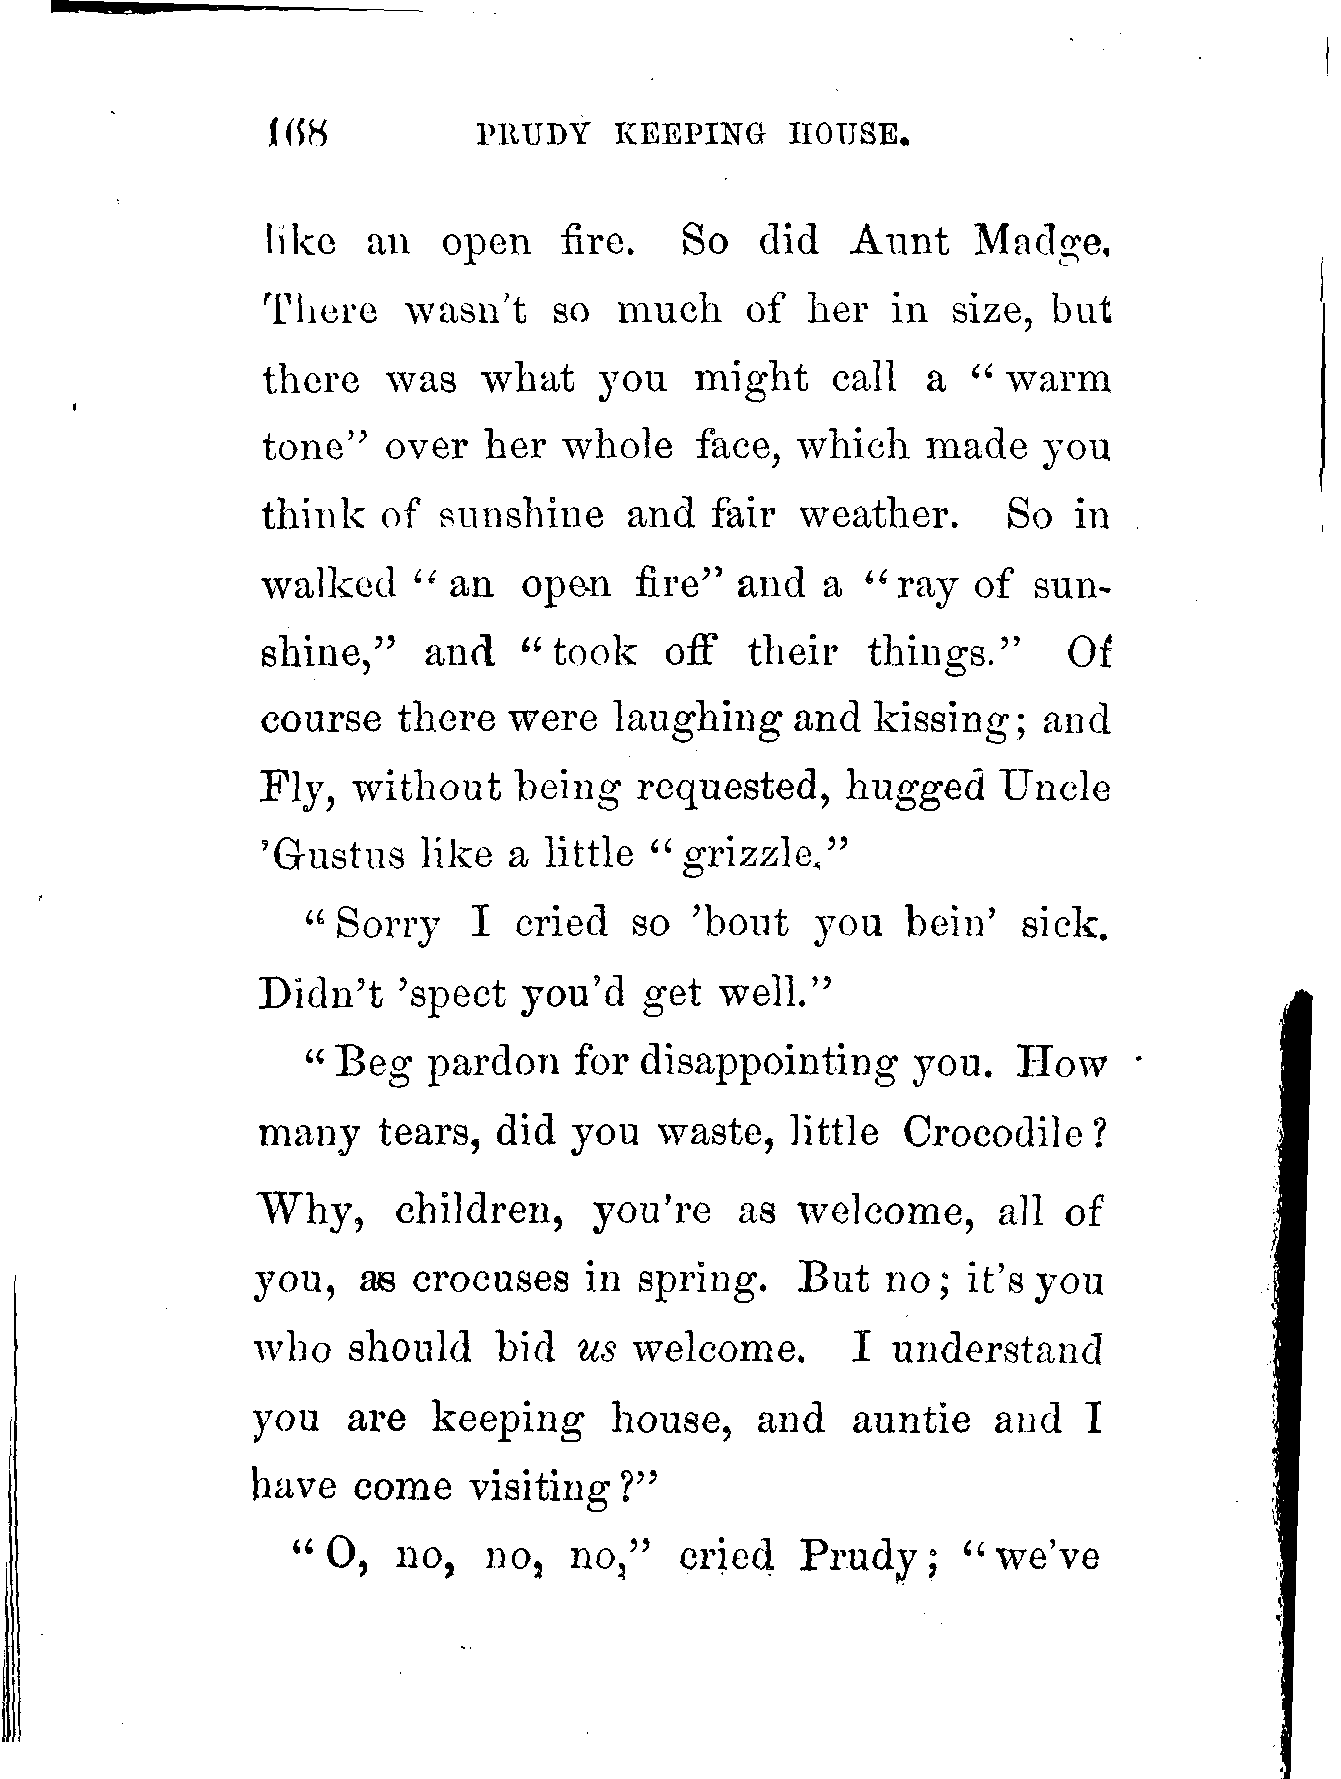 168 PRUDY KEEPING HOUSE.
like an open fire. So did Aunt Madge.
There wasn't so much of her in size, but
there was what you might call a “warm
tone” over her whole face, which made you
think of sunshine and fair weather. So in
walked “an open fire” and a “ray of sun-
shine,” and “took off their things.” Of
course there were laughing and kissing; and
Fly, without being requested, hugged Uncle
’Gustus like a little “grizzle.”
“Sorry I cried so ’bout you bein’ sick.
Didn’t ’spect you’d get well.”
“Beg pardon for disappointing you. How
many tears, did you waste, little Crocodile?
Why, children, you're as welcome, all of
you, as crocuses in spring. But no; it’s you
who should bid us welcome. I understand
you are keeping house, and auntie and I
have come visiting?”
“O, no, no, no,” cried Prudy; “we’ve